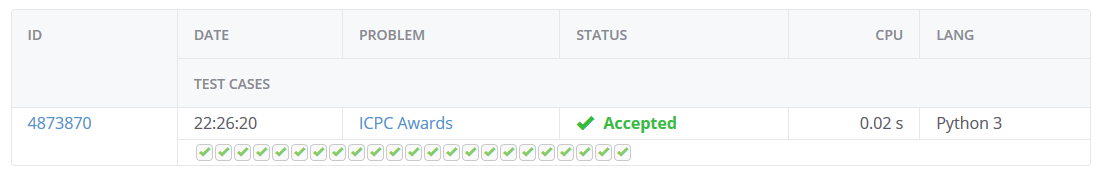 ID DATE PROBLEM STATUS CPU LANG
TEST CASES
4873870 22:26:20 ICPC Awards Accepted 0.02 s Python 3